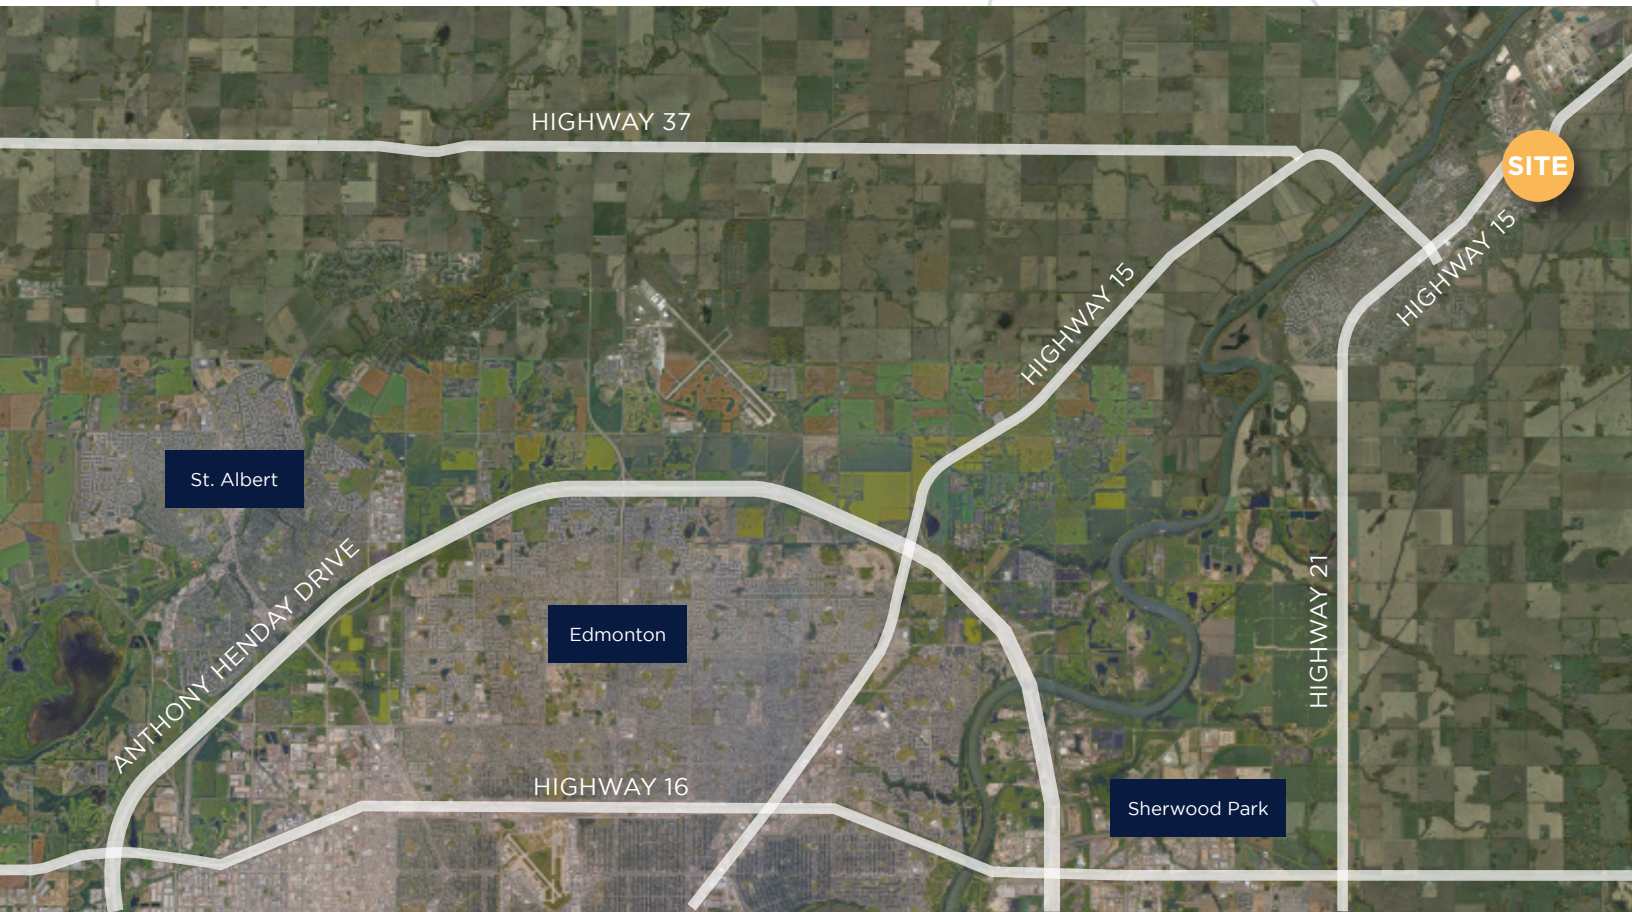 HIGHWAY 37
SITE
HIGHWAY 15
HIGHWAY 15
St. Albert
ANTHONY HENDAY DRIVE
Edmonton
HIGHWAY 21
HIGHWAY 16
Sherwood Park